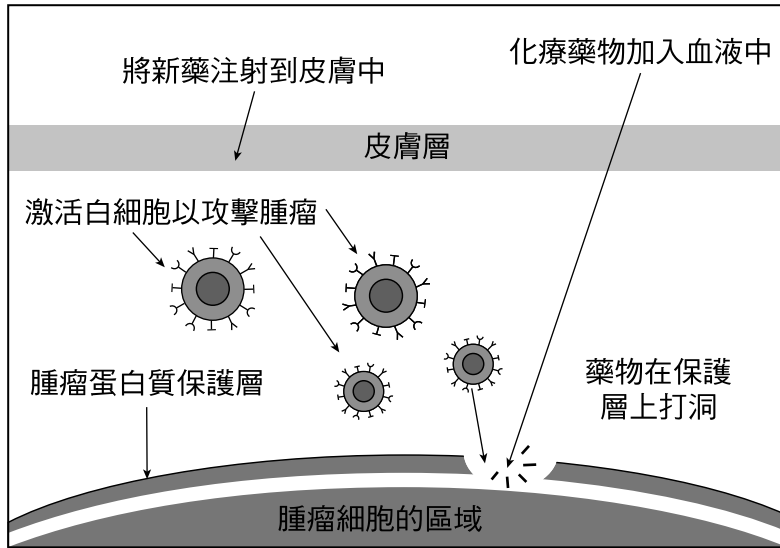 化療藥物加入血液中
將新藥注射到皮膚中
皮膚層
激活白細胞以攻擊腫瘤
腫瘤蛋白質保護層
藥物在保護
層上打洞
腫瘤細胞的區域